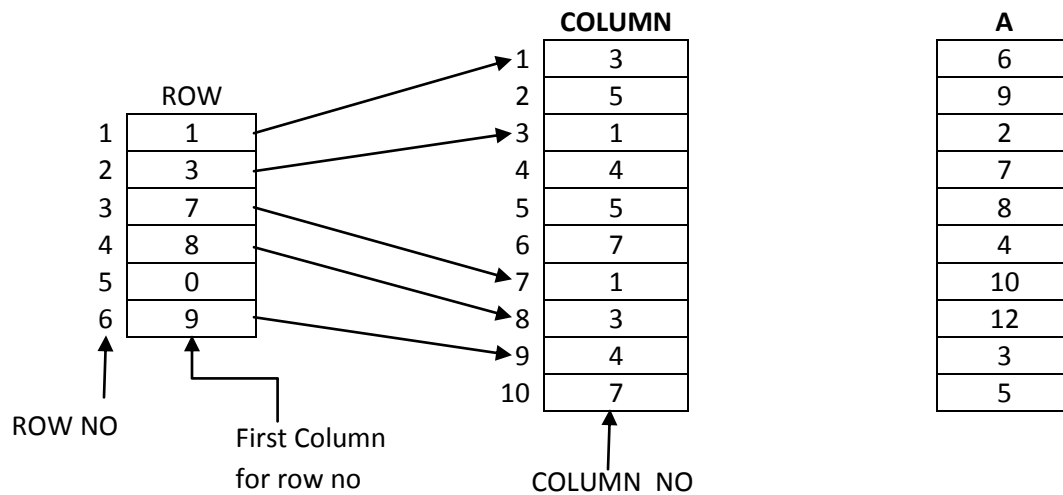 COLUMN A
1 3 6
2 5 9
ROW
1 1 3 1 2
2 3 4 4 7
3 7 5 5 8
4 8 6 7 4
5 0 7 1 10
6 9 8 3 12
9 4 3
10 7 5
ROW NO
First Column
for row no
COLUMN NO